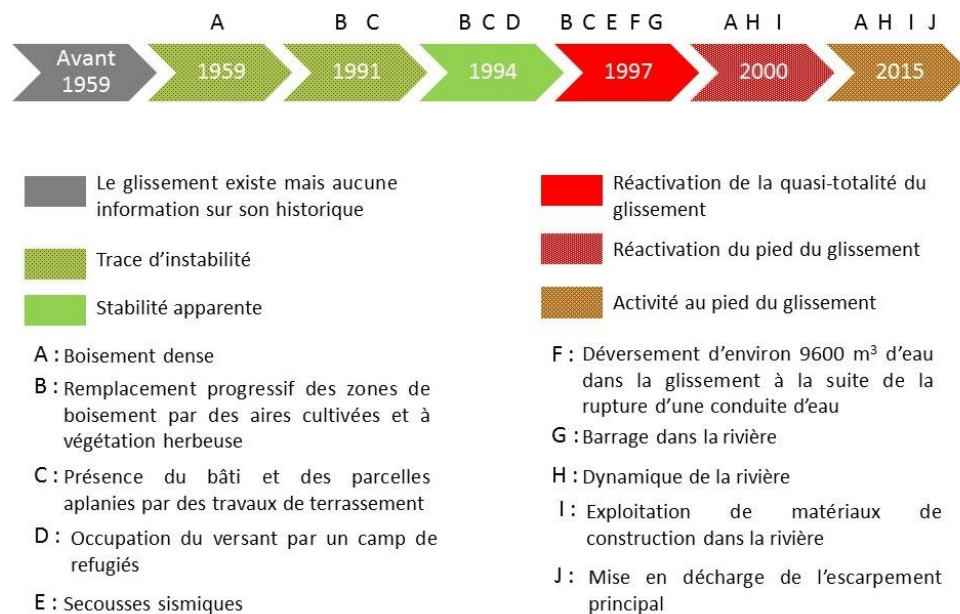 A
B C
B C D
B C E F G
A H I
A H I J
Avant
1959
1959
1991
1994
1997
2000
2015
Le glissement existe mais aucune
information sur son historique
Trace d'instabilité
Stabilité apparente
Réactivation de la quasi-totalité du
glissement
Réactivation du pied du glissement
Activité au pied du glissement
A : Boisement dense
B : Remplacement progressif des zones de
boisement par des aires cultivées et à
végétation herbeuse
C : Présence du bâti et des parcelles
aplanies par des travaux de terrassement
D : Occupation du versant par un camp de
refugiés
E : Secousses sismiques
F : Déversement d'environ 9600 m³ d'eau
dans la glissement à la suite de la
rupture d'une conduite d'eau
G : Barrage dans la rivière
H : Dynamique de la rivière
I : Exploitation de matériaux de
construction dans la rivière
J : Mise en décharge de l'escarpement
principal